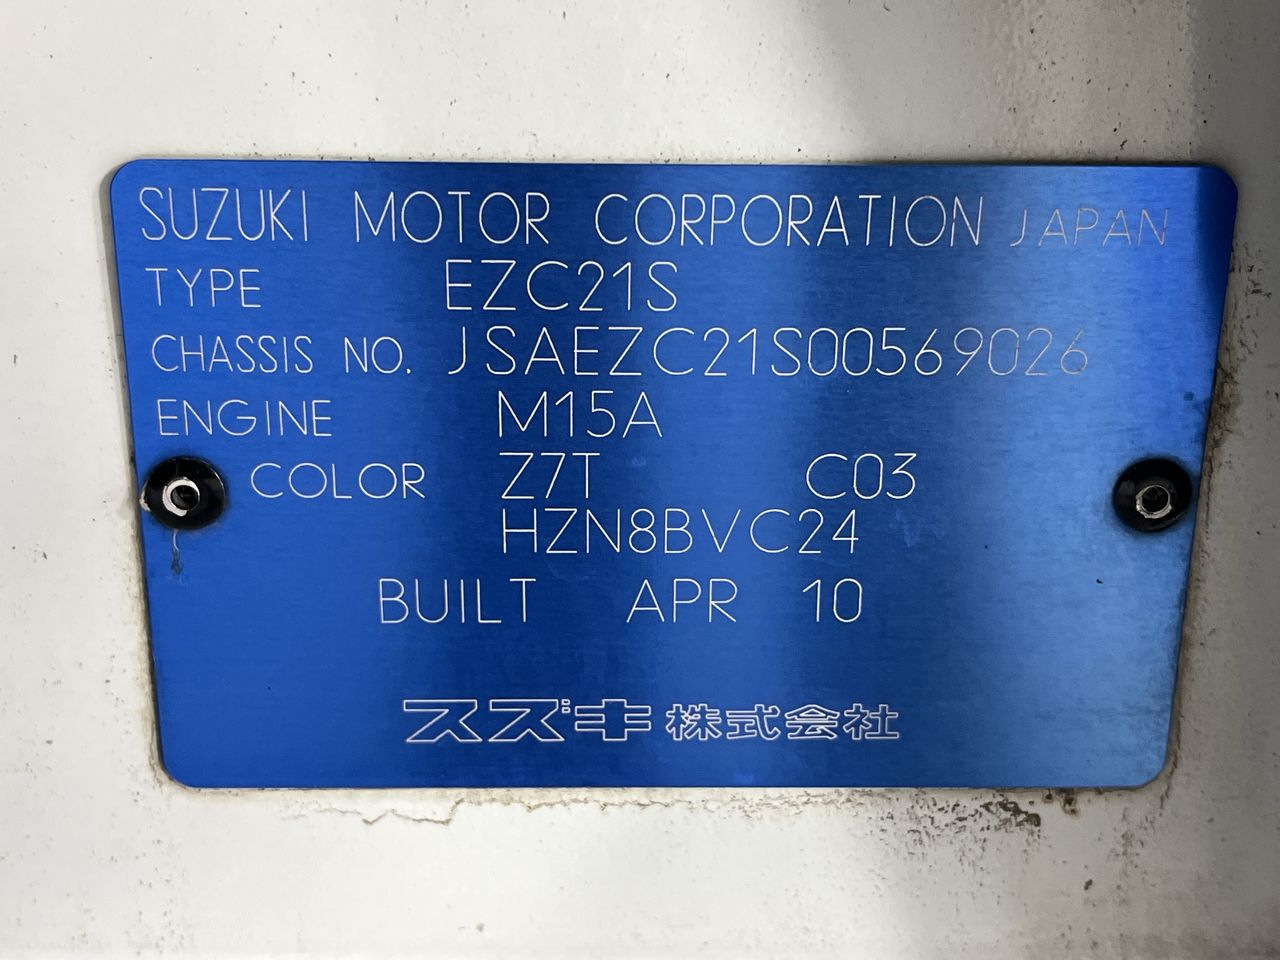 SUZUKI MOTOR CORPORATION JAPAN
TYPE EZC21S
CHASSIS NO. JSAEZC21S00569026
ENGINE M15A
COLOR Z7T C03
HZN8BVC24
BUILT APR 10
スズキ株式会社